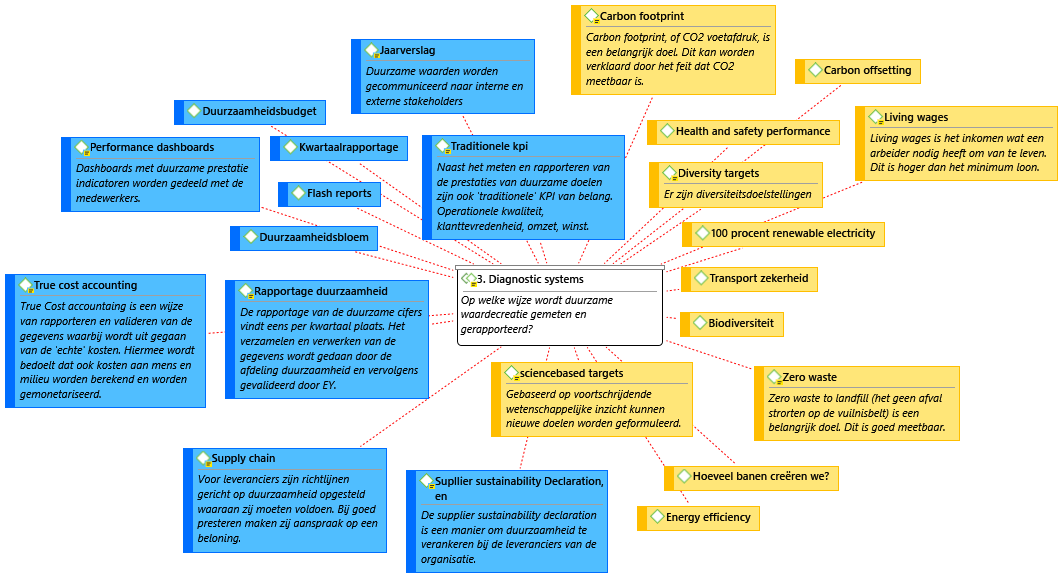 Carbon footprint
Carbon footprint, of CO2 voetafdruk, is
een belangrijk doel. Dit kan worden
verklaard door het feit dat CO2
meetbaar is.
Jaarverslag
Duurzame waarden worden
gecommuniceerd naar interne en
externe stakeholders
Carbon offsetting
Duurzaamheidsbudget
Living wages
Living wages is het inkomen wat een
arbeider nodig heeft om van te leven.
Dit is hoger dan het minimum loon.
Health and safety performance
Performance dashboards
Dashboards met duurzame prestatie
indicatoren worden gedeeld met de
medewerkers.
Kwartaalrapportage
Traditionele kpi
Naast het meten en rapporteren van
de prestaties van duurzame doelen
zijn ook 'traditionele' KPI van belang.
Operationele kwaliteit,
klanttevredenheid, omzet, winst.
Diversity targets
Er zijn diversiteitsdoelstellingen
Flash reports
100 procent renewable electricity
Duurzaamheidsbloem
3. Diagnostic systems
Op welke wijze wordt duurzame
waardecreatie gemeten en
gerapporteerd?
Transport zekerheid
True cost accounting
True Cost accountaing is een wijze
van rapporteren en valideren van de
gegevens waarbij wordt uit gegaan
van de 'echte' kosten. Hiermee wordt
bedoelt dat ook kosten aan mens en
milieu worden berekend en worden
gemonetariseerd.
Rapportage duurzaamheid
De rapportage van de duurzame cijfers
vindt eens per kwartaal plaats. Het
verzamelen en verwerken van de
gegevens wordt gedaan door de
afdeling duurzaamheid en vervolgens
gevalideerd door EY.
Biodiversiteit
sciencebased targets
Gebaseerd op voortschrijdende
wetenschappelijke inzicht kunnen
nieuwe doelen worden geformuleerd.
Zero waste
Zero waste to landfill (het geen afval
strorten op de vuilnisbelt) is een
belangrijk doel. Dit is goed meetbaar.
Supply chain
Voor leveranciers zijn richtlijnen
gericht op duurzaamheid opgesteld
waaraan zij moeten voldoen. Bij goed
presteren maken zij aanspraak op een
beloning.
Supllier sustainability Declaration,
en
De supplier sustainability declaration
is een manier om duurzaamheid te
verankeren bij de leveranciers van de
organisatie.
Hoeveel banen creëren we?
Energy efficiency